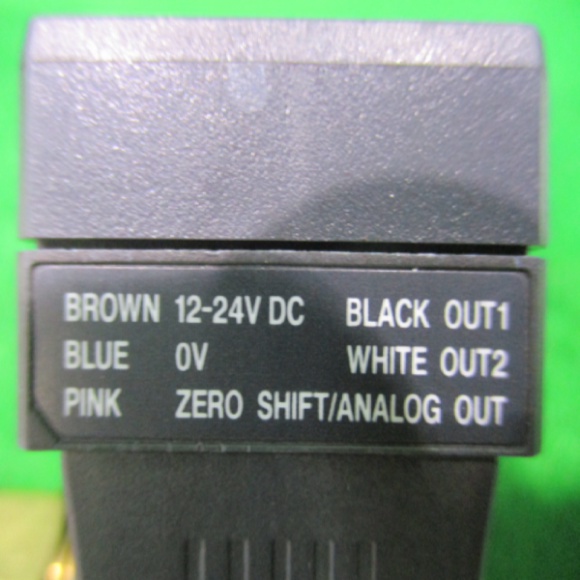 BROWN 12-24V DC BLACK OUT1
BLUE 0V WHITE OUT2
PINK ZERO SHIFT/ANALOG OUT